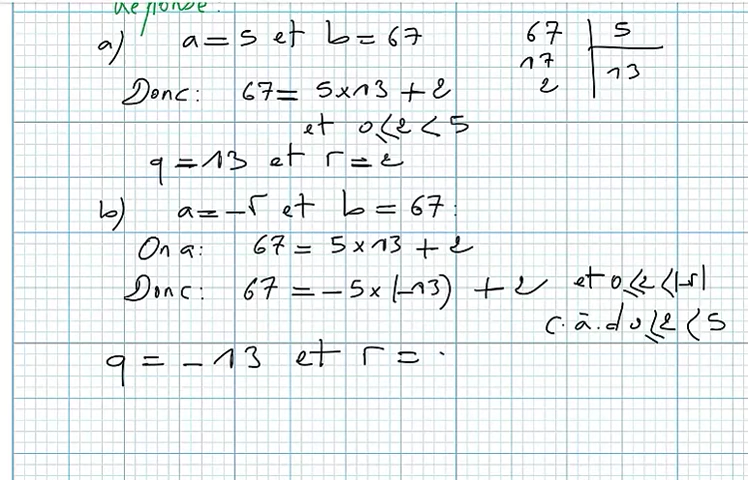 Réponse:
a) a = 5 et b = 67
67 | 5
17 | 13
2
Donc: 67 = 5×13 + 2
et 0 ⩽ 2 < 5
q = 13 et r = 2
b) a = -5 et b = 67:
On a: 67 = 5×13 + 2
Donc: 67 = -5×(-13) + 2 et 0 ⩽ 2 < |-5|
c.à.d 0 ⩽ 2 < 5
q = -13 et r =